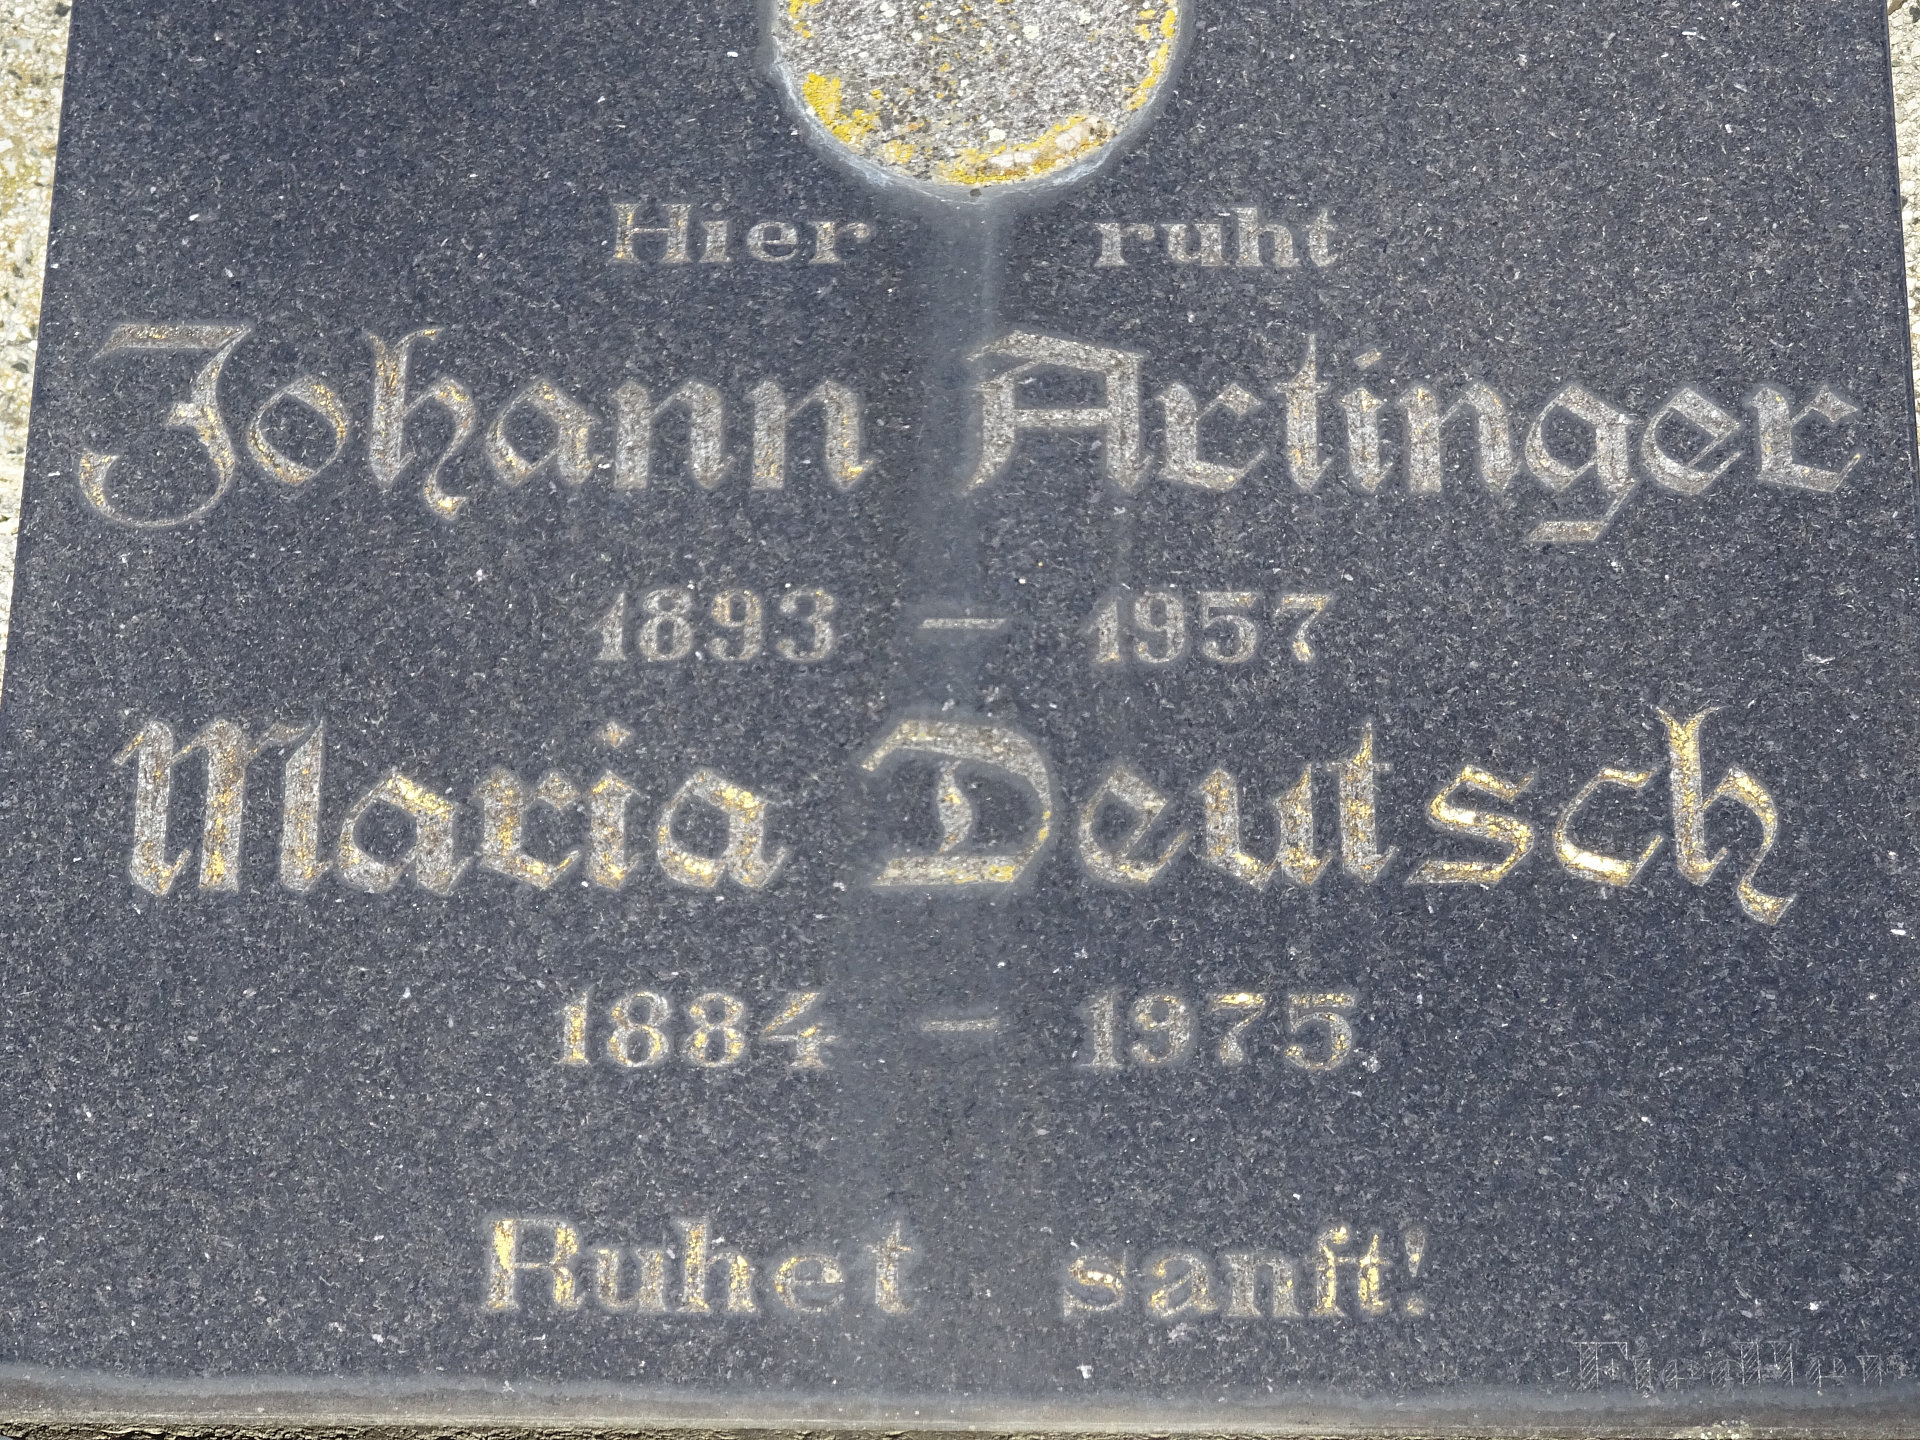 Hier ruht
Johann Artinger
1893 – 1957
Maria Deutsch
1884 – 1975
Ruhet sanft!